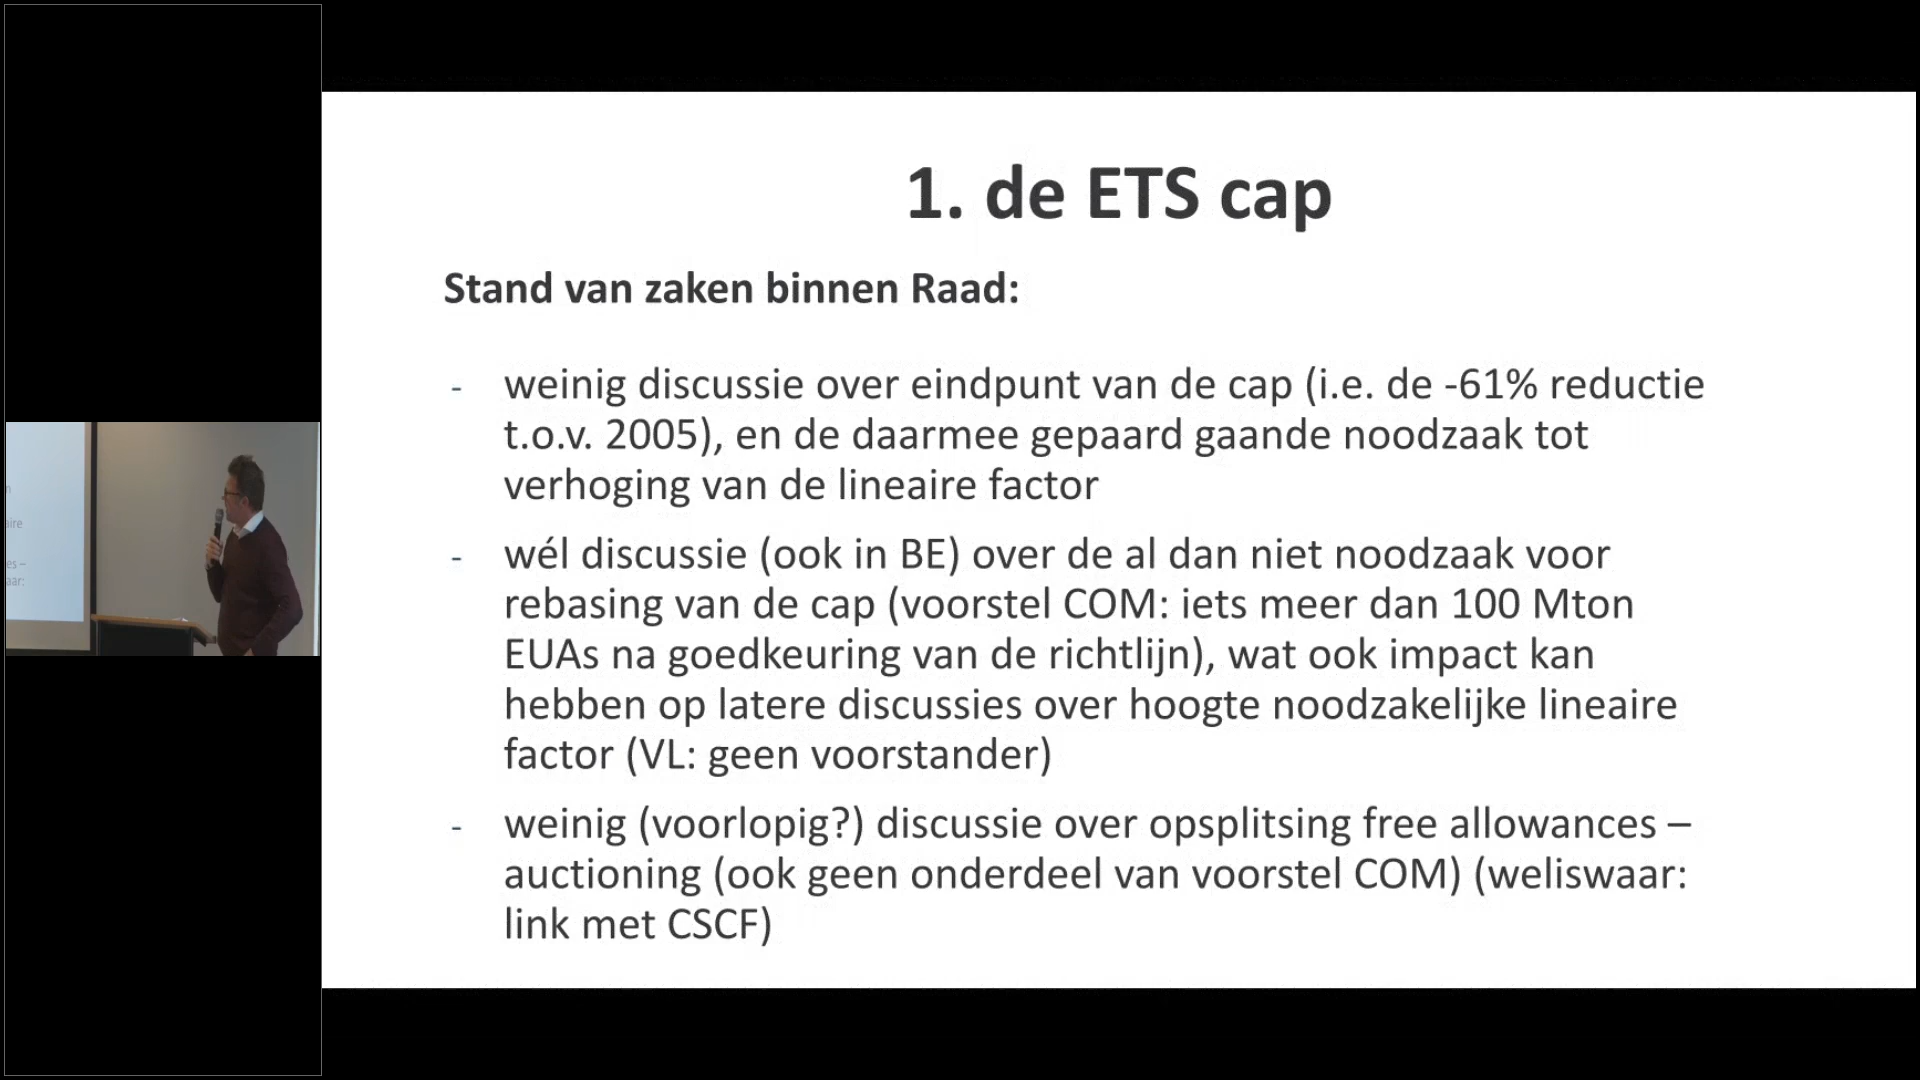 1. de ETS cap
Stand van zaken binnen Raad:
- weinig discussie over eindpunt van de cap (i.e. de -61% reductie
t.o.v. 2005), en de daarmee gepaard gaande noodzaak tot
verhoging van de lineaire factor
- wél discussie (ook in BE) over de al dan niet noodzaak voor
rebasing van de cap (voorstel COM: iets meer dan 100 Mton
EUAs na goedkeuring van de richtlijn), wat ook impact kan
hebben op latere discussies over hoogte noodzakelijke lineaire
factor (VL: geen voorstander)
- weinig (voorlopig?) discussie over opsplitsing free allowances –
auctioning (ook geen onderdeel van voorstel COM) (weliswaar:
link met CSCF)